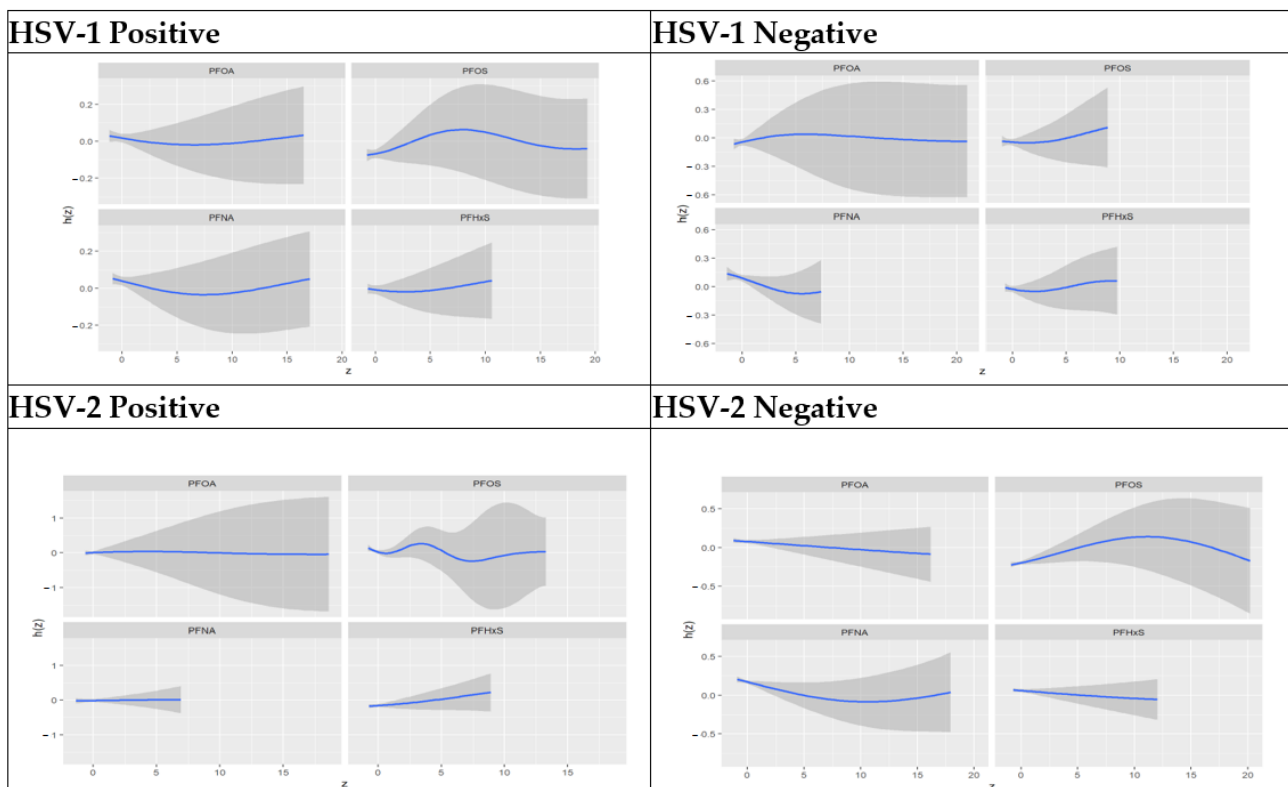 HSV-1 Positive
HSV-1 Negative
PFOA PFOS
0.2
0.0
−0.2
PFNA PFHxS
0.2
0.0
−0.2
h(z)
0 5 10 15 20 0 5 10 15 20
z
PFOA PFOS
0.6
0.3
0.0
−0.3
−0.6
PFNA PFHxS
0.6
0.3
0.0
−0.3
−0.6
h(z)
0 5 10 15 20 0 5 10 15 20
z
HSV-2 Positive
HSV-2 Negative
PFOA PFOS
1
0
−1
PFNA PFHxS
1
0
−1
h(z)
0 5 10 15 0 5 10 15
z
PFOA PFOS
0.5
0.0
−0.5
PFNA PFHxS
0.5
0.0
−0.5
h(z)
0 5 10 15 20 0 5 10 15 20
z